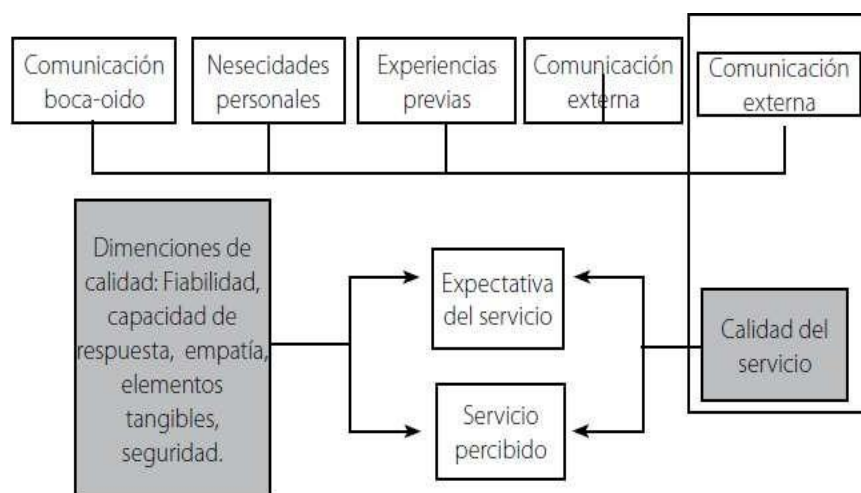 Comunicación
boca-oido
Nesecidades
personales
Experiencias
previas
Comunicación
externa
Comunicación
externa
Dimenciones de
calidad: Fiabilidad,
capacidad de
respuesta, empatía,
elementos
tangibles,
seguridad.
Expectativa
del servicio
Servicio
percibido
Calidad del
servicio